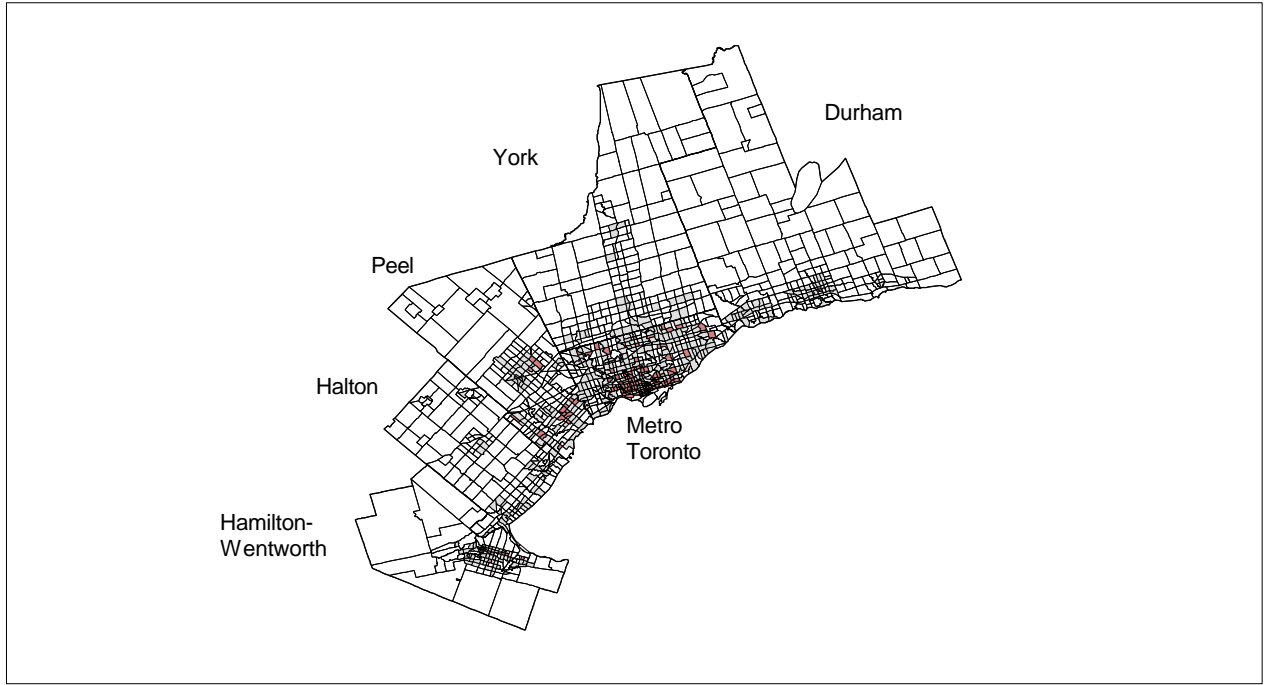 Durham
York
Peel
Halton
Metro
Toronto
Hamilton-
Wentworth